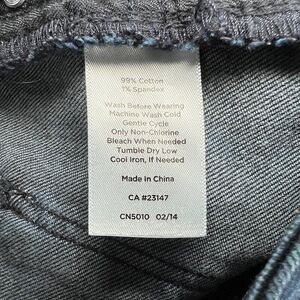 99% Cotton
1% Spandex
Wash Before Wearing
Machine Wash Cold
Gentle Cycle
Only Non-Chlorine
Bleach When Needed
Tumble Dry Low
Cool Iron, If Needed
Made In China
CA #23147
CN5010 02/14